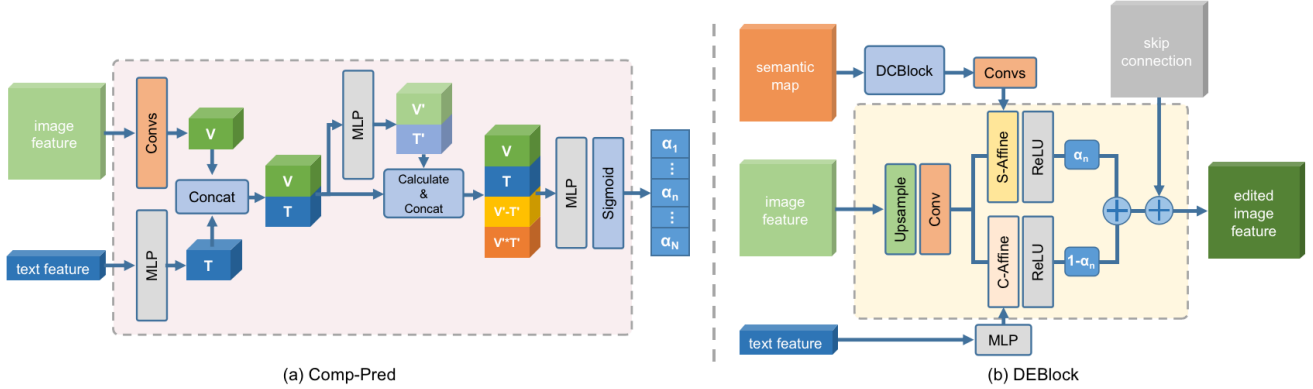 image
feature
text feature
Convs
MLP
V
Concat
T
V
T
MLP
V'
T'
Calculate
&
Concat
V
T
V'-T'
V'*T'
MLP
Sigmoid
α1
⋮
αn
⋮
αN
(a) Comp-Pred
semantic
map
DCBlock
Convs
skip
connection
image
feature
Upsample
Conv
S-Affine
ReLU
αn
C-Affine
ReLU
1-αn
edited
image
feature
text feature
MLP
(b) DEBlock